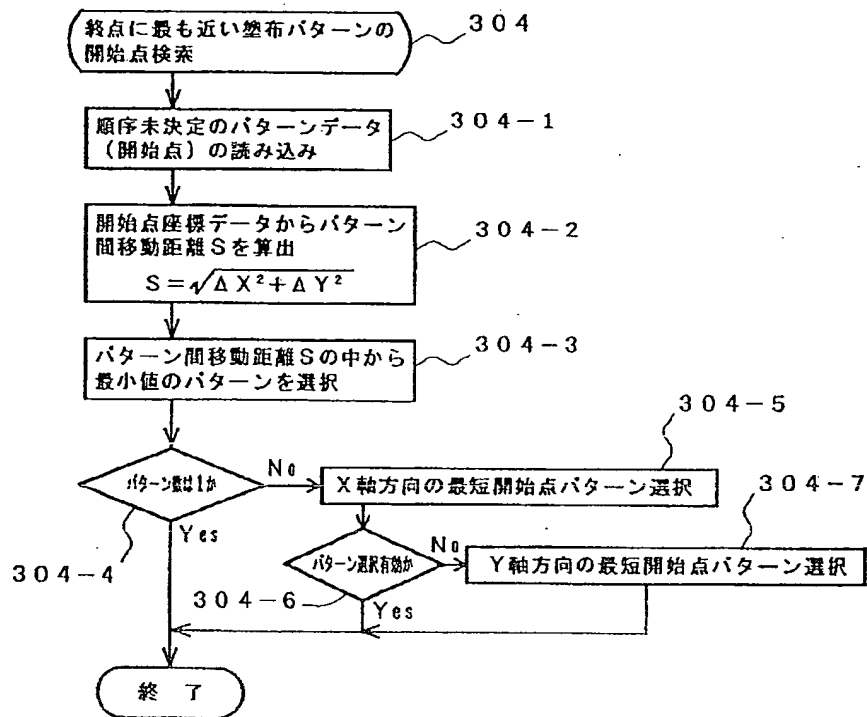 終点に最も近い塗布パターンの
開始点検索
304
順序未決定のパターンデータ
(開始点)の読み込み
304-1
開始点座標データからパターン
間移動距離Sを算出
S=√ΔX²+ΔY²
304-2
パターン間移動距離Sの中から
最小値のパターンを選択
304-3
パターン数は1か
No
Yes
304-4
X軸方向の最短開始点パターン選択
304-5
パターン選択有効か
No
Yes
304-6
Y軸方向の最短開始点パターン選択
304-7
終 了